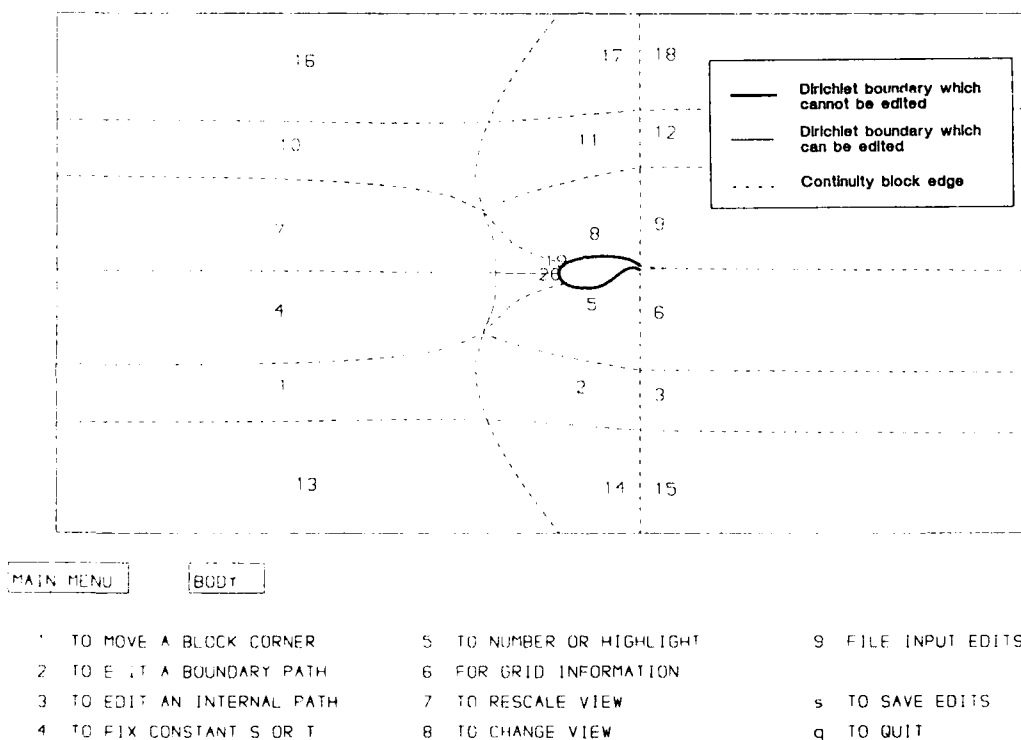 16
17
18
Dirichlet boundary which
cannot be edited
Dirichlet boundary which
can be edited
Continuity block edge
10
11
12
7
8
9
4
5
6
1
2
3
13
14
15
MAIN MENU
BODY
1 TO MOVE A BLOCK CORNER
2 TO E IT A BOUNDARY PATH
3 TO EDIT AN INTERNAL PATH
4 TO FIX CONSTANT S OR T
5 TO NUMBER OR HIGHLIGHT
6 FOR GRID INFORMATION
7 TO RESCALE VIEW
8 TO CHANGE VIEW
9 FILE INPUT EDITS
s TO SAVE EDITS
q TO QUIT